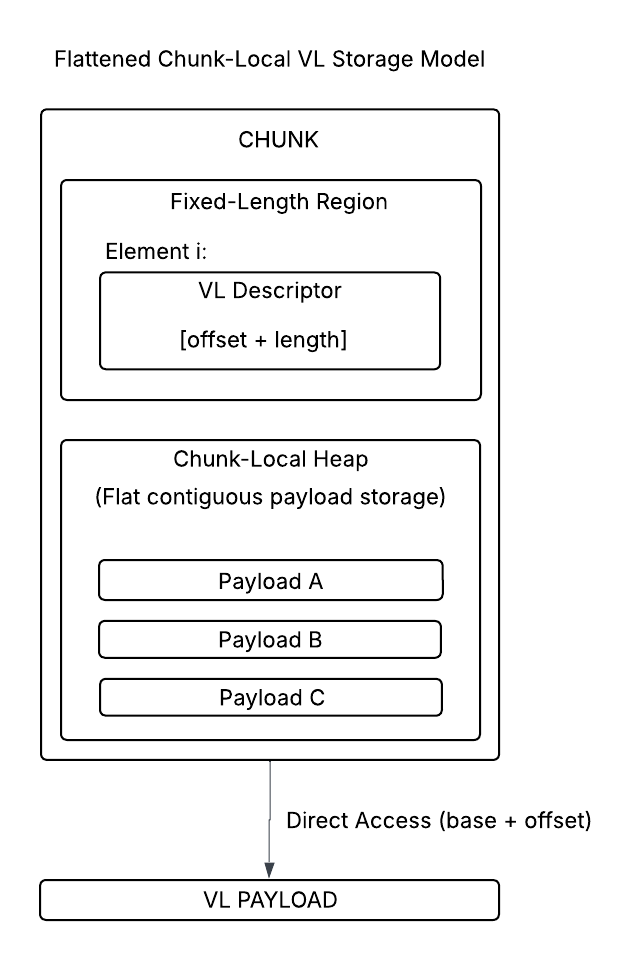 Flattened Chunk-Local VL Storage Model
CHUNK
Fixed-Length Region
Element i:
VL Descriptor
[offset + length]
Chunk-Local Heap
(Flat contiguous payload storage)
Payload A
Payload B
Payload C
Direct Access (base + offset)
VL PAYLOAD